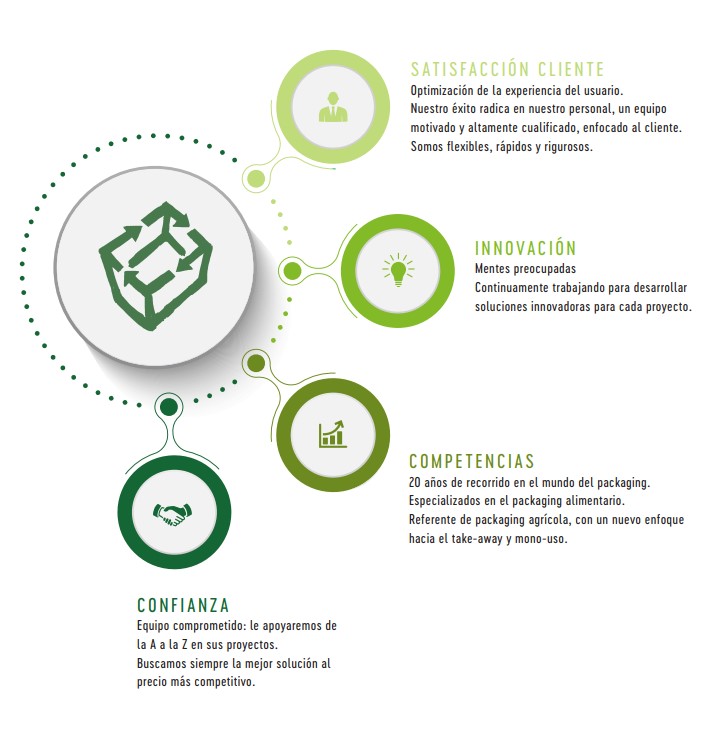 SATISFACCIÓN CLIENTE
Optimización de la experiencia del usuario.
Nuestro éxito radica en nuestro personal, un equipo
motivado y altamente cualificado, enfocado al cliente.
Somos flexibles, rápidos y rigurosos.
INNOVACIÓN
Mentes preocupadas
Continuamente trabajando para desarrollar
soluciones innovadoras para cada proyecto.
COMPETENCIAS
20 años de recorrido en el mundo del packaging.
Especializados en el packaging alimentario.
Referente de packaging agrícola, con un nuevo enfoque
hacia el take-away y mono-uso.
CONFIANZA
Equipo comprometido: le apoyaremos de
la A a la Z en sus proyectos.
Buscamos siempre la mejor solución al
precio más competitivo.